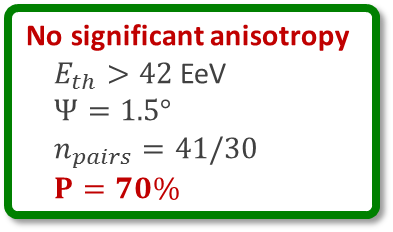 No significant anisotropy
E_th > 42 EeV
Ψ = 1.5°
n_pairs = 41/30
P = 70%